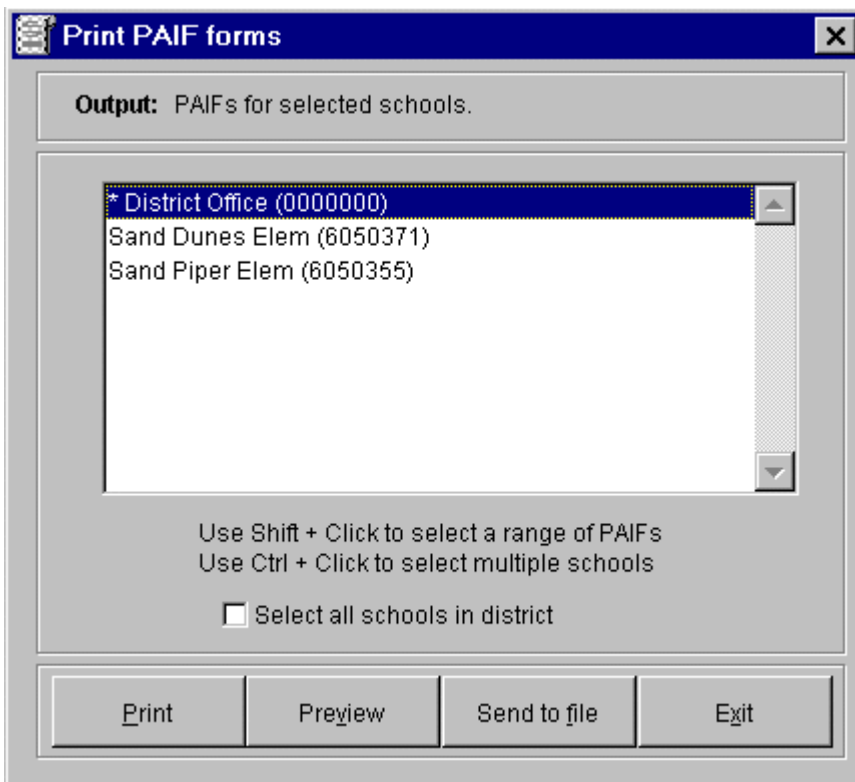 Print PAIF forms
Output: PAIFs for selected schools.
* District Office (0000000)
Sand Dunes Elem (6050371)
Sand Piper Elem (6050355)
Use Shift + Click to select a range of PAIFs
Use Ctrl + Click to select multiple schools
Select all schools in district
Print Preview Send to file Exit